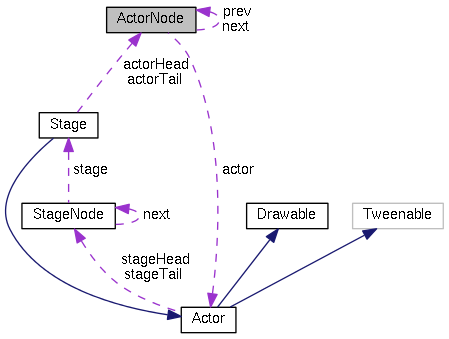 ActorNode
prev
next
actorHead
actorTail
Stage
stage
actor
StageNode
next
Drawable
Tweenable
stageHead
stageTail
Actor